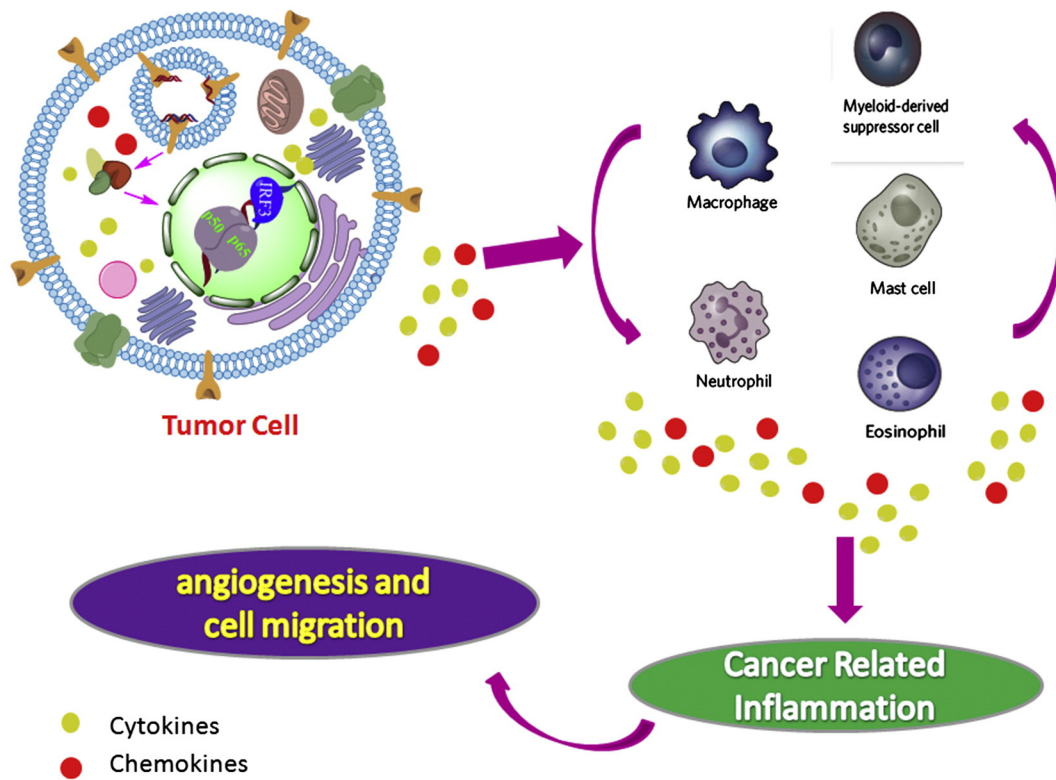 IRF3
p50 p65
Tumor Cell
Myeloid-derived
suppressor cell
Macrophage
Mast cell
Neutrophil
Eosinophil
angiogenesis and
cell migration
Cancer Related
Inflammation
Cytokines
Chemokines